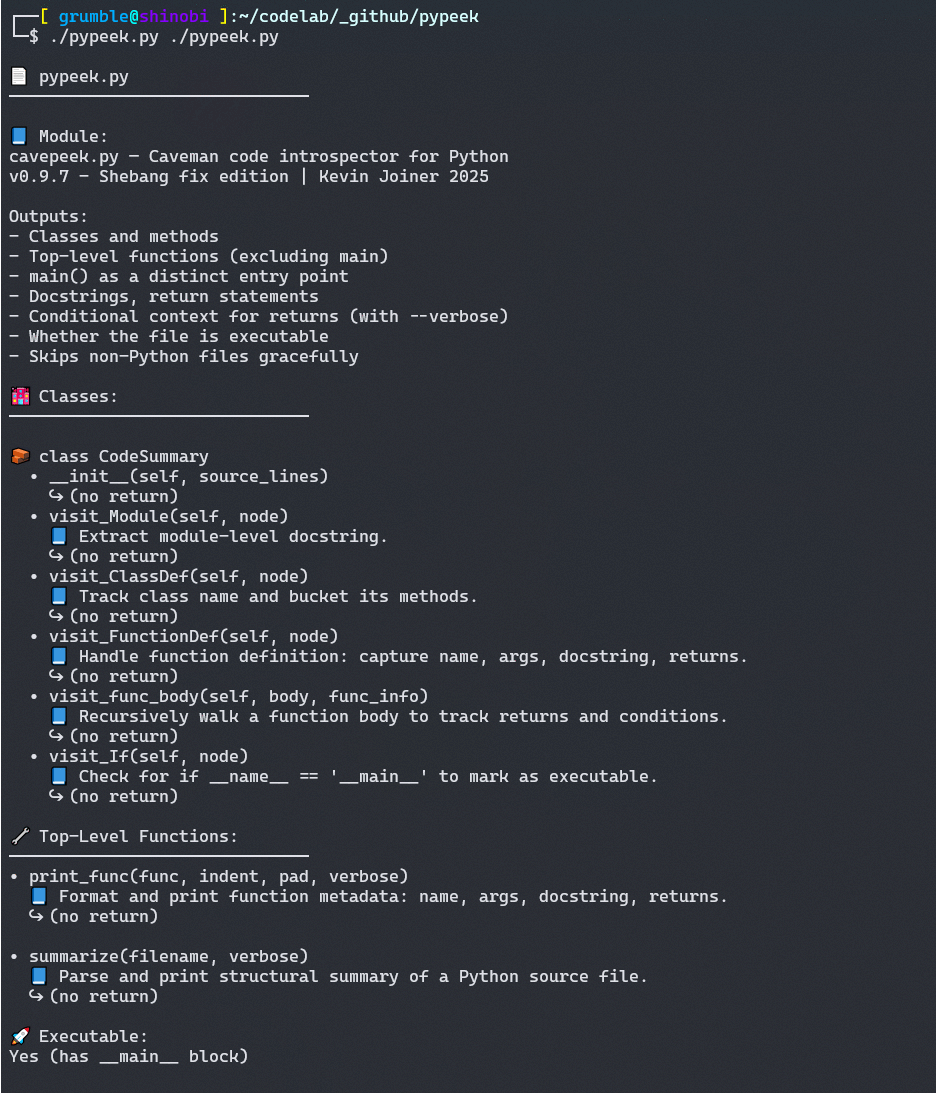 ┌──[ grumble@shinobi ]:~/codelab/_github/pypeek
└─$ ./pypeek.py ./pypeek.py
📄 pypeek.py
📘 Module:
cavepeek.py — Caveman code introspector for Python
v0.9.7 – Shebang fix edition | Kevin Joiner 2025
Outputs:
- Classes and methods
- Top-level functions (excluding main)
- main() as a distinct entry point
- Docstrings, return statements
- Conditional context for returns (with --verbose)
- Whether the file is executable
- Skips non-Python files gracefully
🏩 Classes:
🧱 class CodeSummary
• __init__(self, source_lines)
↪ (no return)
• visit_Module(self, node)
📘 Extract module-level docstring.
↪ (no return)
• visit_ClassDef(self, node)
📘 Track class name and bucket its methods.
↪ (no return)
• visit_FunctionDef(self, node)
📘 Handle function definition: capture name, args, docstring, returns.
↪ (no return)
• visit_func_body(self, body, func_info)
📘 Recursively walk a function body to track returns and conditions.
↪ (no return)
• visit_If(self, node)
📘 Check for if __name__ == '__main__' to mark as executable.
↪ (no return)
🔧 Top-Level Functions:
• print_func(func, indent, pad, verbose)
📘 Format and print function metadata: name, args, docstring, returns.
↪ (no return)
• summarize(filename, verbose)
📘 Parse and print structural summary of a Python source file.
↪ (no return)
🚀 Executable:
Yes (has __main__ block)